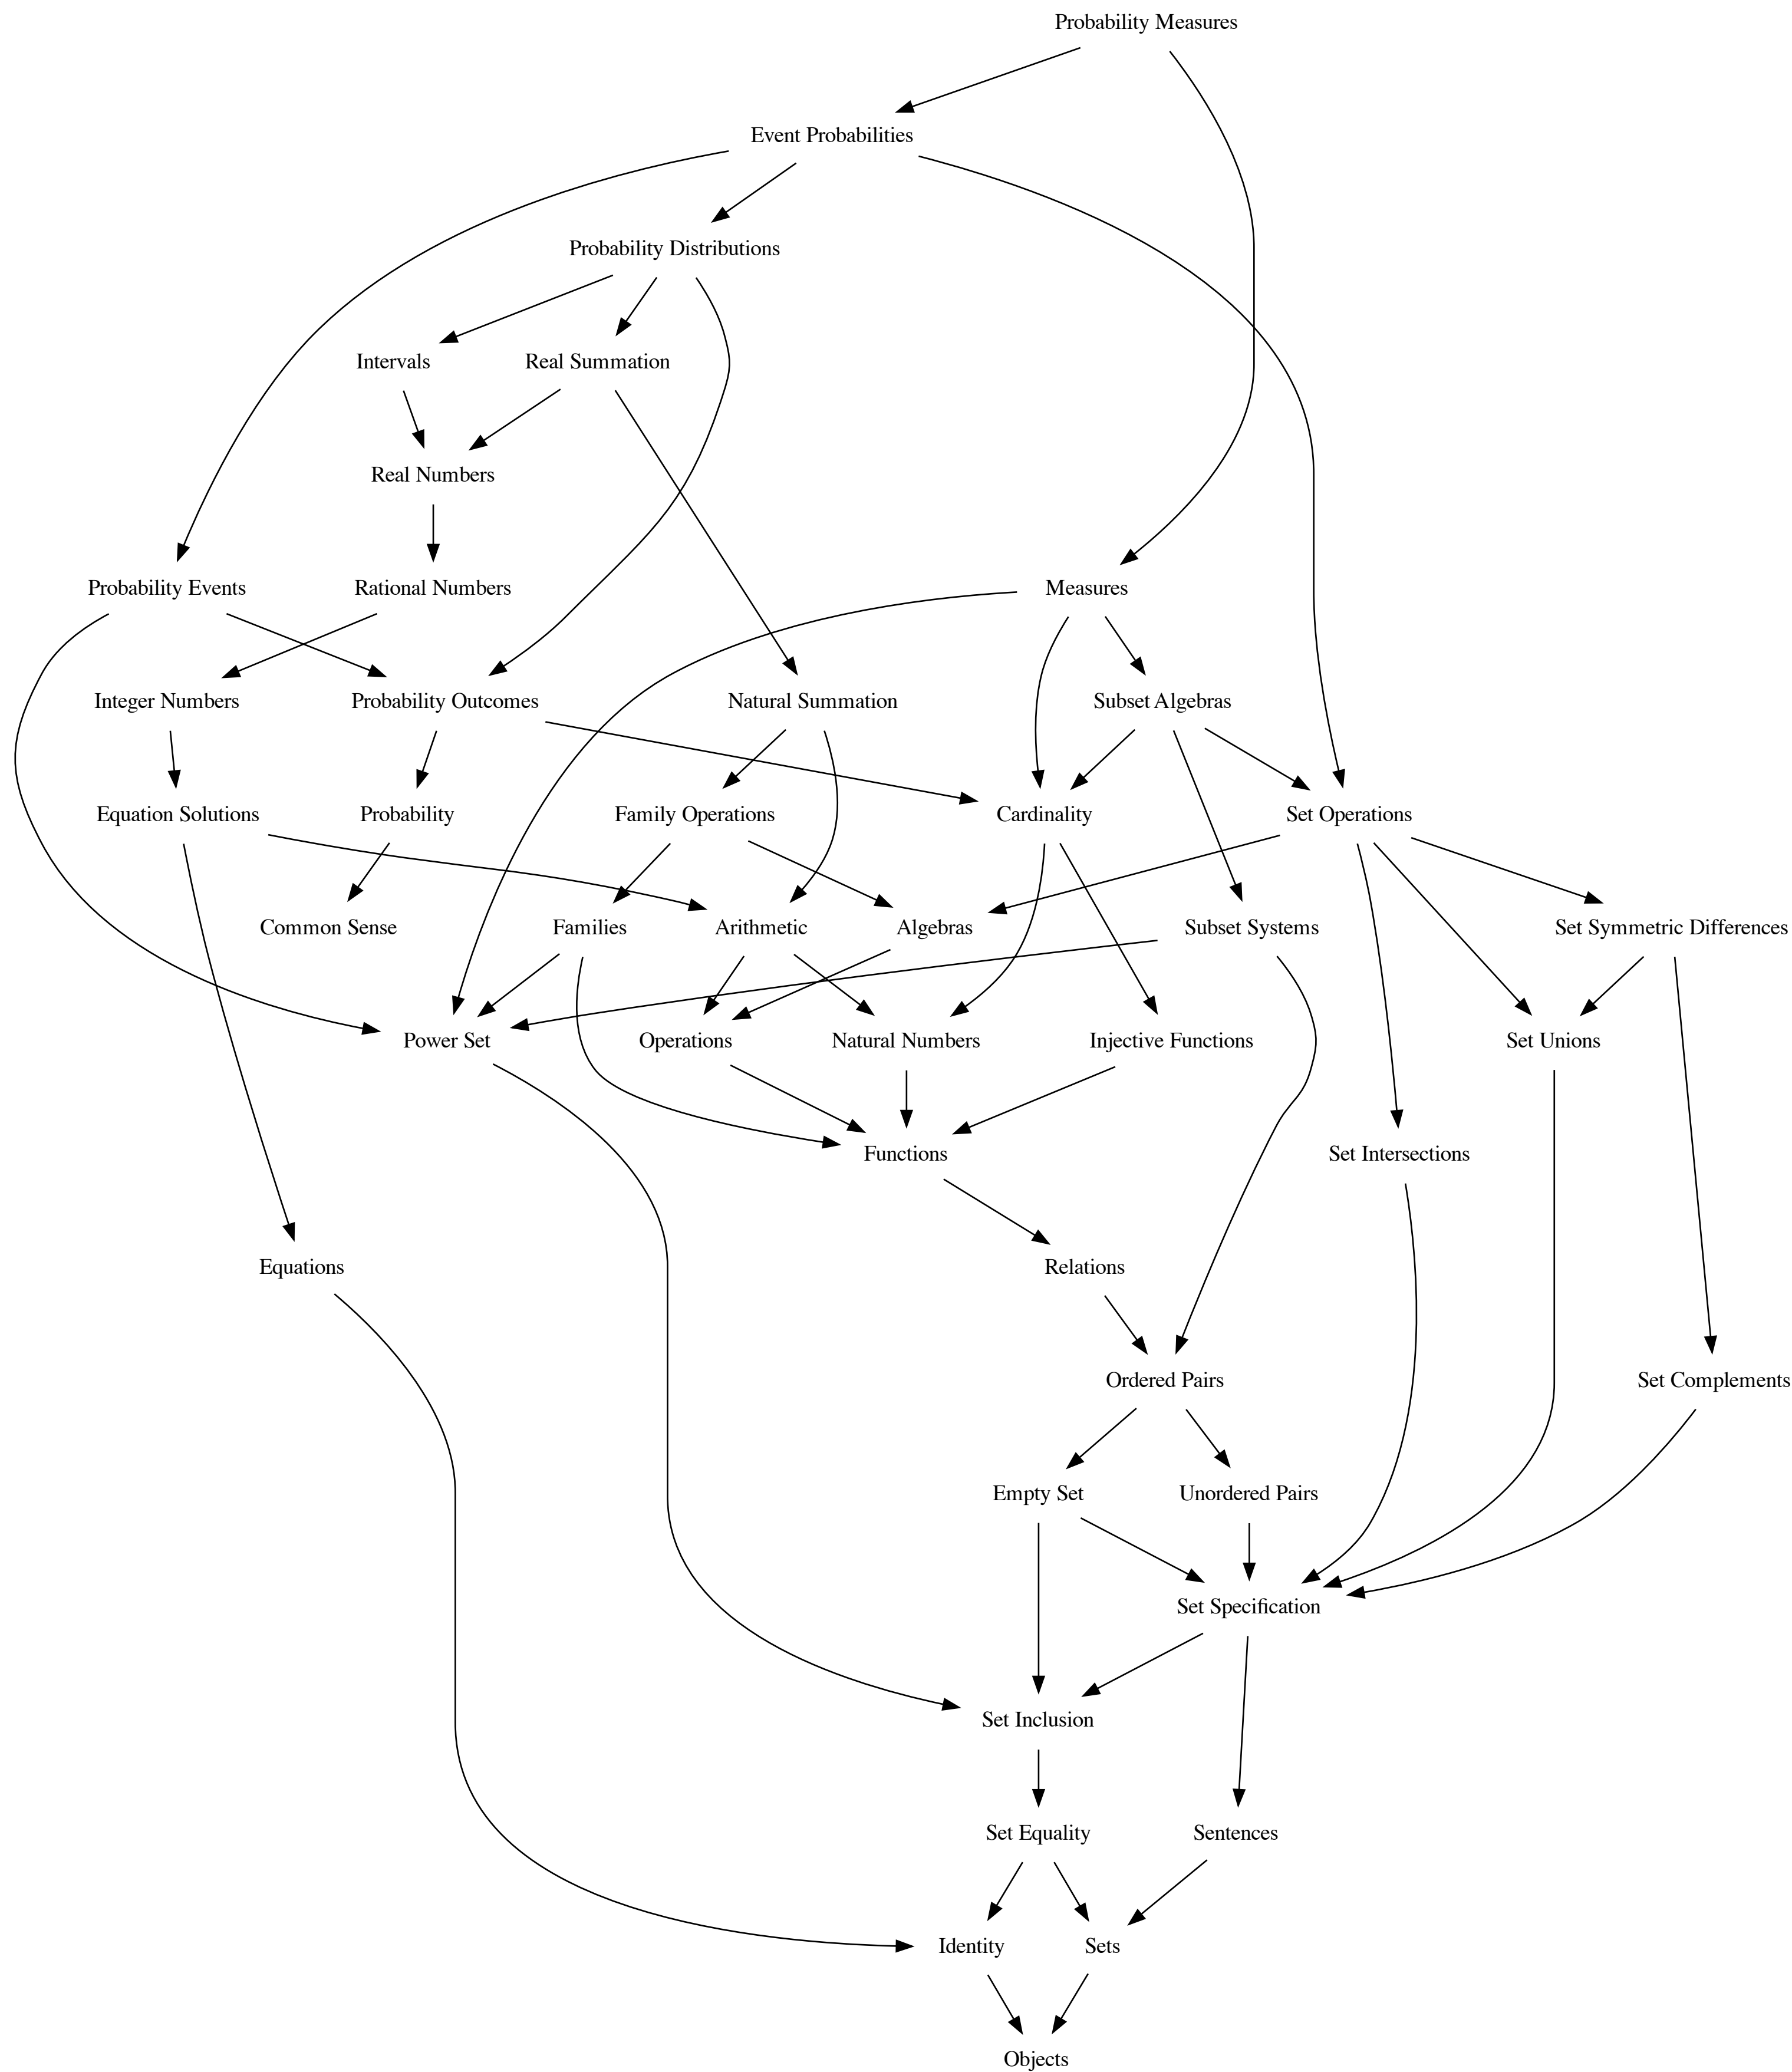 Probability Measures
Event Probabilities
Probability Distributions
Intervals
Real Summation
Real Numbers
Probability Events
Rational Numbers
Measures
Integer Numbers
Probability Outcomes
Natural Summation
Subset Algebras
Equation Solutions
Probability
Family Operations
Cardinality
Set Operations
Common Sense
Families
Arithmetic
Algebras
Subset Systems
Set Symmetric Differences
Power Set
Operations
Natural Numbers
Injective Functions
Set Unions
Functions
Set Intersections
Equations
Relations
Ordered Pairs
Set Complements
Empty Set
Unordered Pairs
Set Specification
Set Inclusion
Set Equality
Sentences
Identity
Sets
Objects